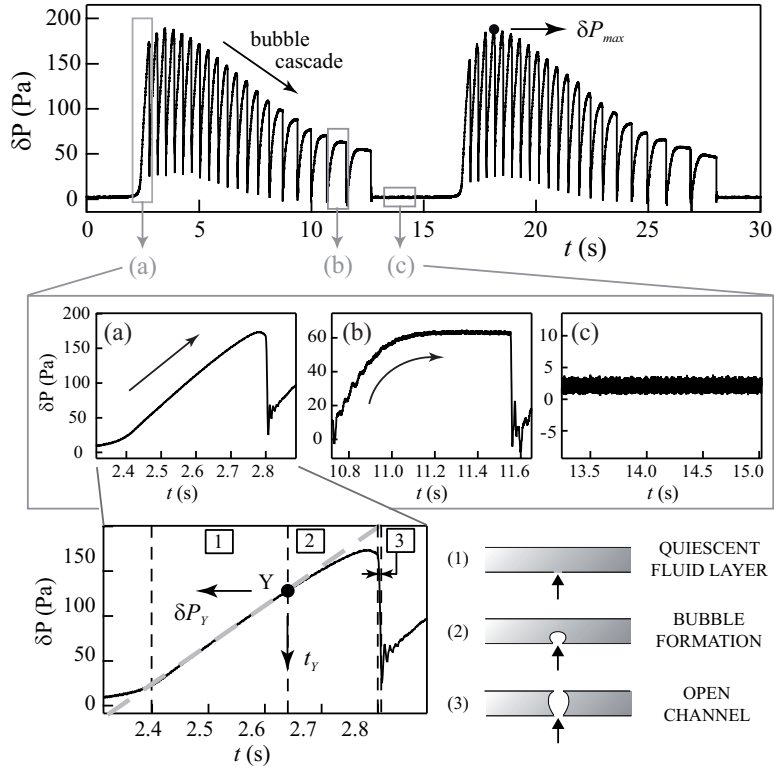 200
150
100
50
0
δP (Pa)
bubble
cascade
δP max
0 5 10 15 20 25 30
t (s)
(a) (b) (c)
(a)
200
150
100
50
0
δP (Pa)
2.4 2.5 2.6 2.7 2.8
t (s)
(b)
60
40
20
0
10.8 11.0 11.2 11.4 11.6
t (s)
(c)
10
5
0
-5
13.5 14.0 14.5 15.0
t (s)
1 2 3
150
100
50
0
δP (Pa)
Y
δP Y
t Y
2.4 2.5 2.6 2.7 2.8
t (s)
(1) QUIESCENT
FLUID LAYER
(2) BUBBLE
FORMATION
(3) OPEN
CHANNEL